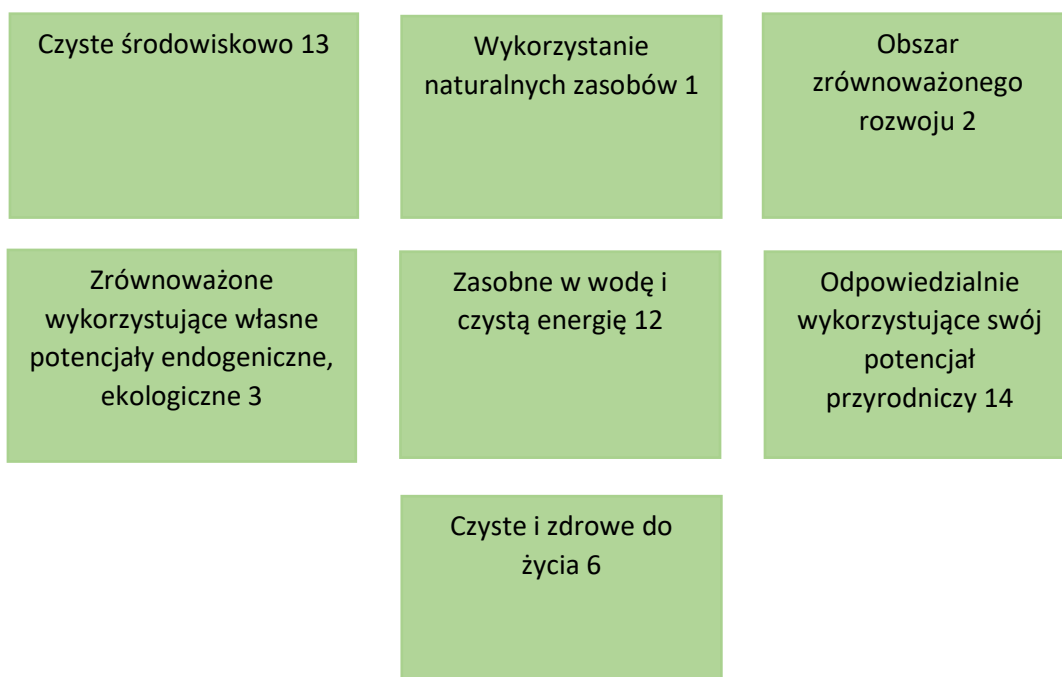 Czyste środowiskowo 13
Wykorzystanie
naturalnych zasobów 1
Obszar
zrównoważonego
rozwoju 2
Zrównoważone
wykorzystujące własne
potencjały endogeniczne,
ekologiczne 3
Zasobne w wodę i
czystą energię 12
Odpowiedzialnie
wykorzystujące swój
potencjał
przyrodniczy 14
Czyste i zdrowe do
życia 6